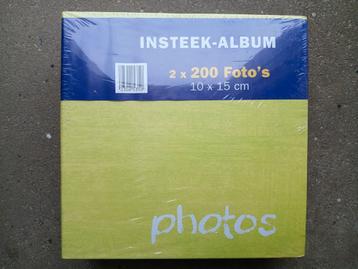 INSTEEK-ALBUM
2 x 200 Foto's
10 x 15 cm
photos